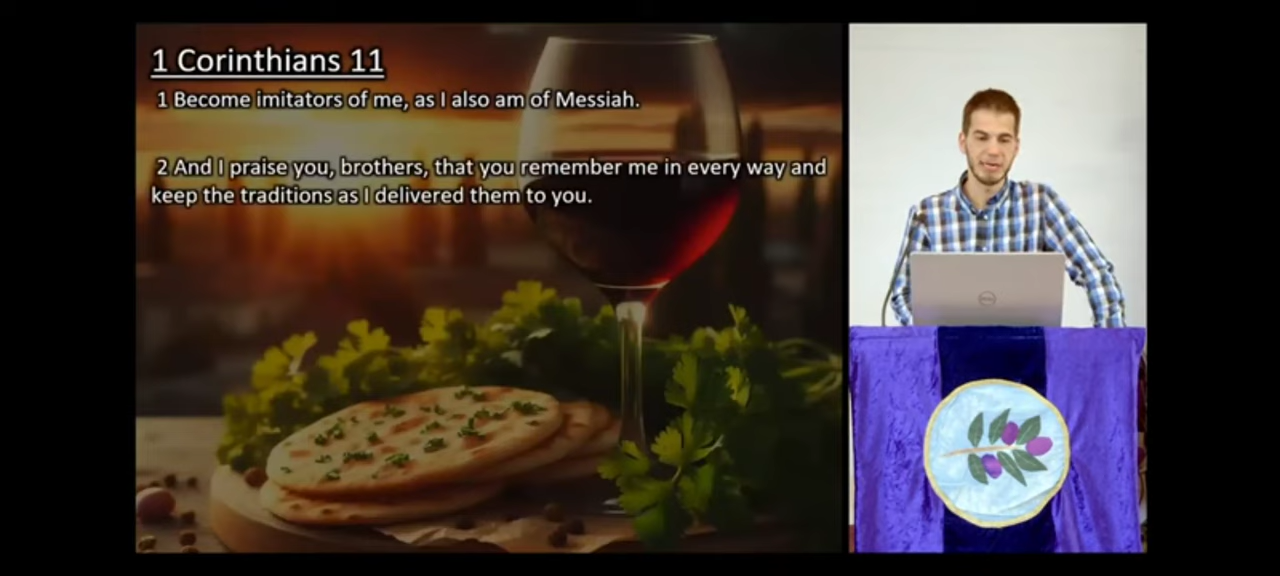 1 Corinthians 11
1 Become imitators of me, as I also am of Messiah.
2 And I praise you, brothers, that you remember me in every way and
keep the traditions as I delivered them to you.
DELL